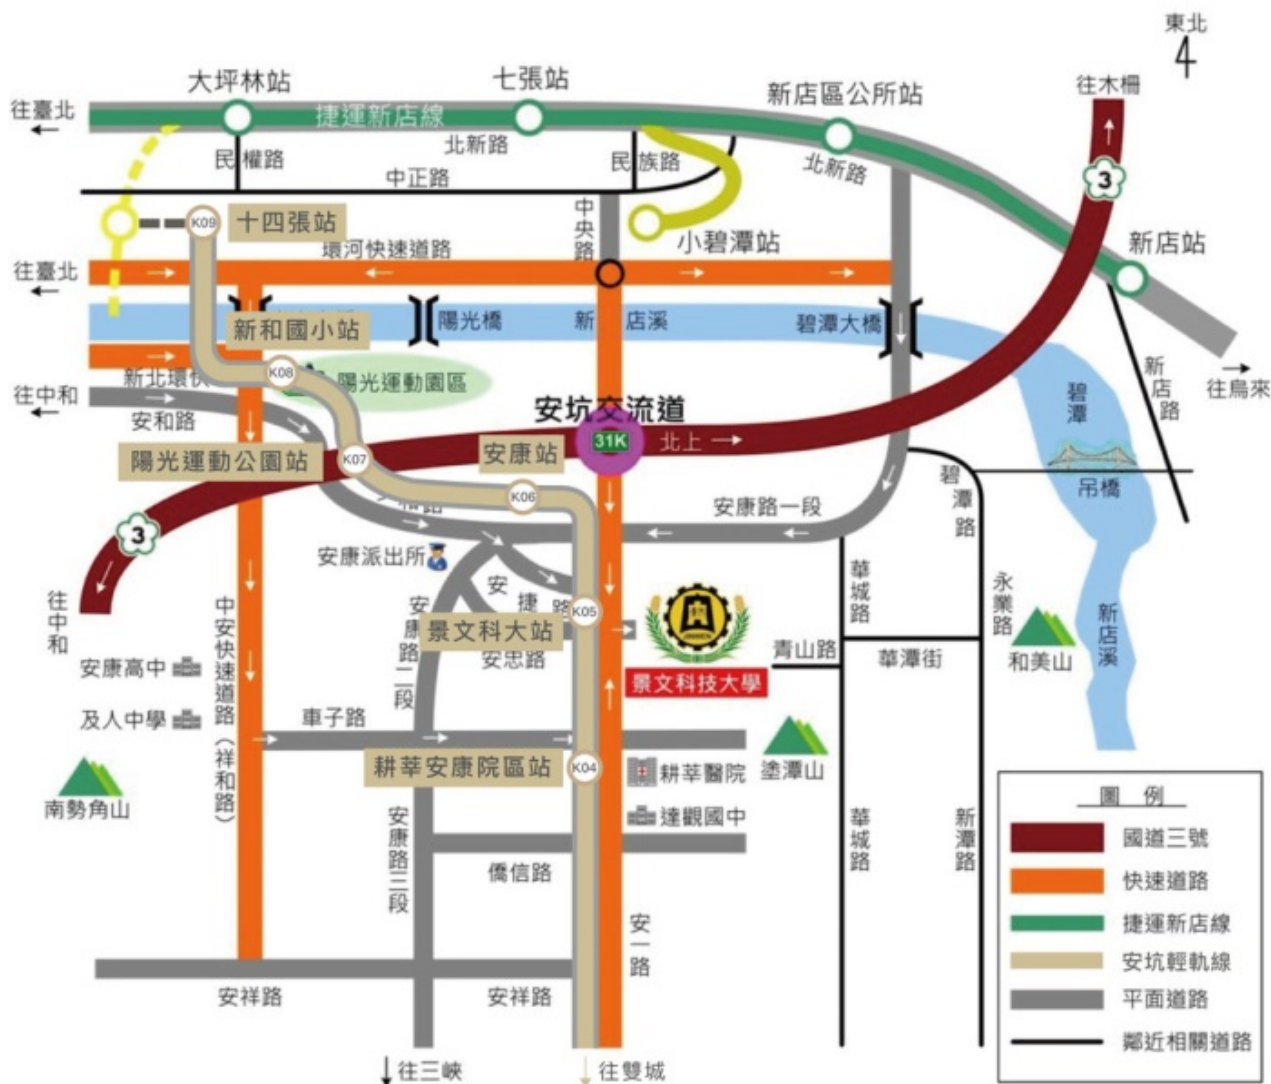 東北
大坪林站
七張站
新店區公所站
往木柵
往臺北
捷運新店線
北新路
北新路
民權路
民族路
中正路
3
K09
十四張站
中央路
小碧潭站
新店站
環河快速道路
往臺北
新和國小站
陽光橋
新店溪
碧潭大橋
新店路
往烏來
K08
陽光運動園區
新北環快
往中和
安和路
安坑交流道
碧潭
31K
北上
安康站
陽光運動公園站
K07
K06
碧潭路
吊橋
安康路一段
3
安康派出所
往中和
華城路
永業路
新店溪
安捷路
K05
景文科大站
安康路二段
安忠路
JINWEN
景文科技大學
青山路
華潭街
和美山
中安快速道路（祥和路）
安康高中
及人中學
車子路
耕莘安康院區站
K04
耕莘醫院
塗潭山
南勢角山
達觀國中
安康路三段
僑信路
華城路
新潭路
安一路
安祥路
安祥路
往三峽
往雙城
圖例
國道三號
快速道路
捷運新店線
安坑輕軌線
平面道路
鄰近相關道路